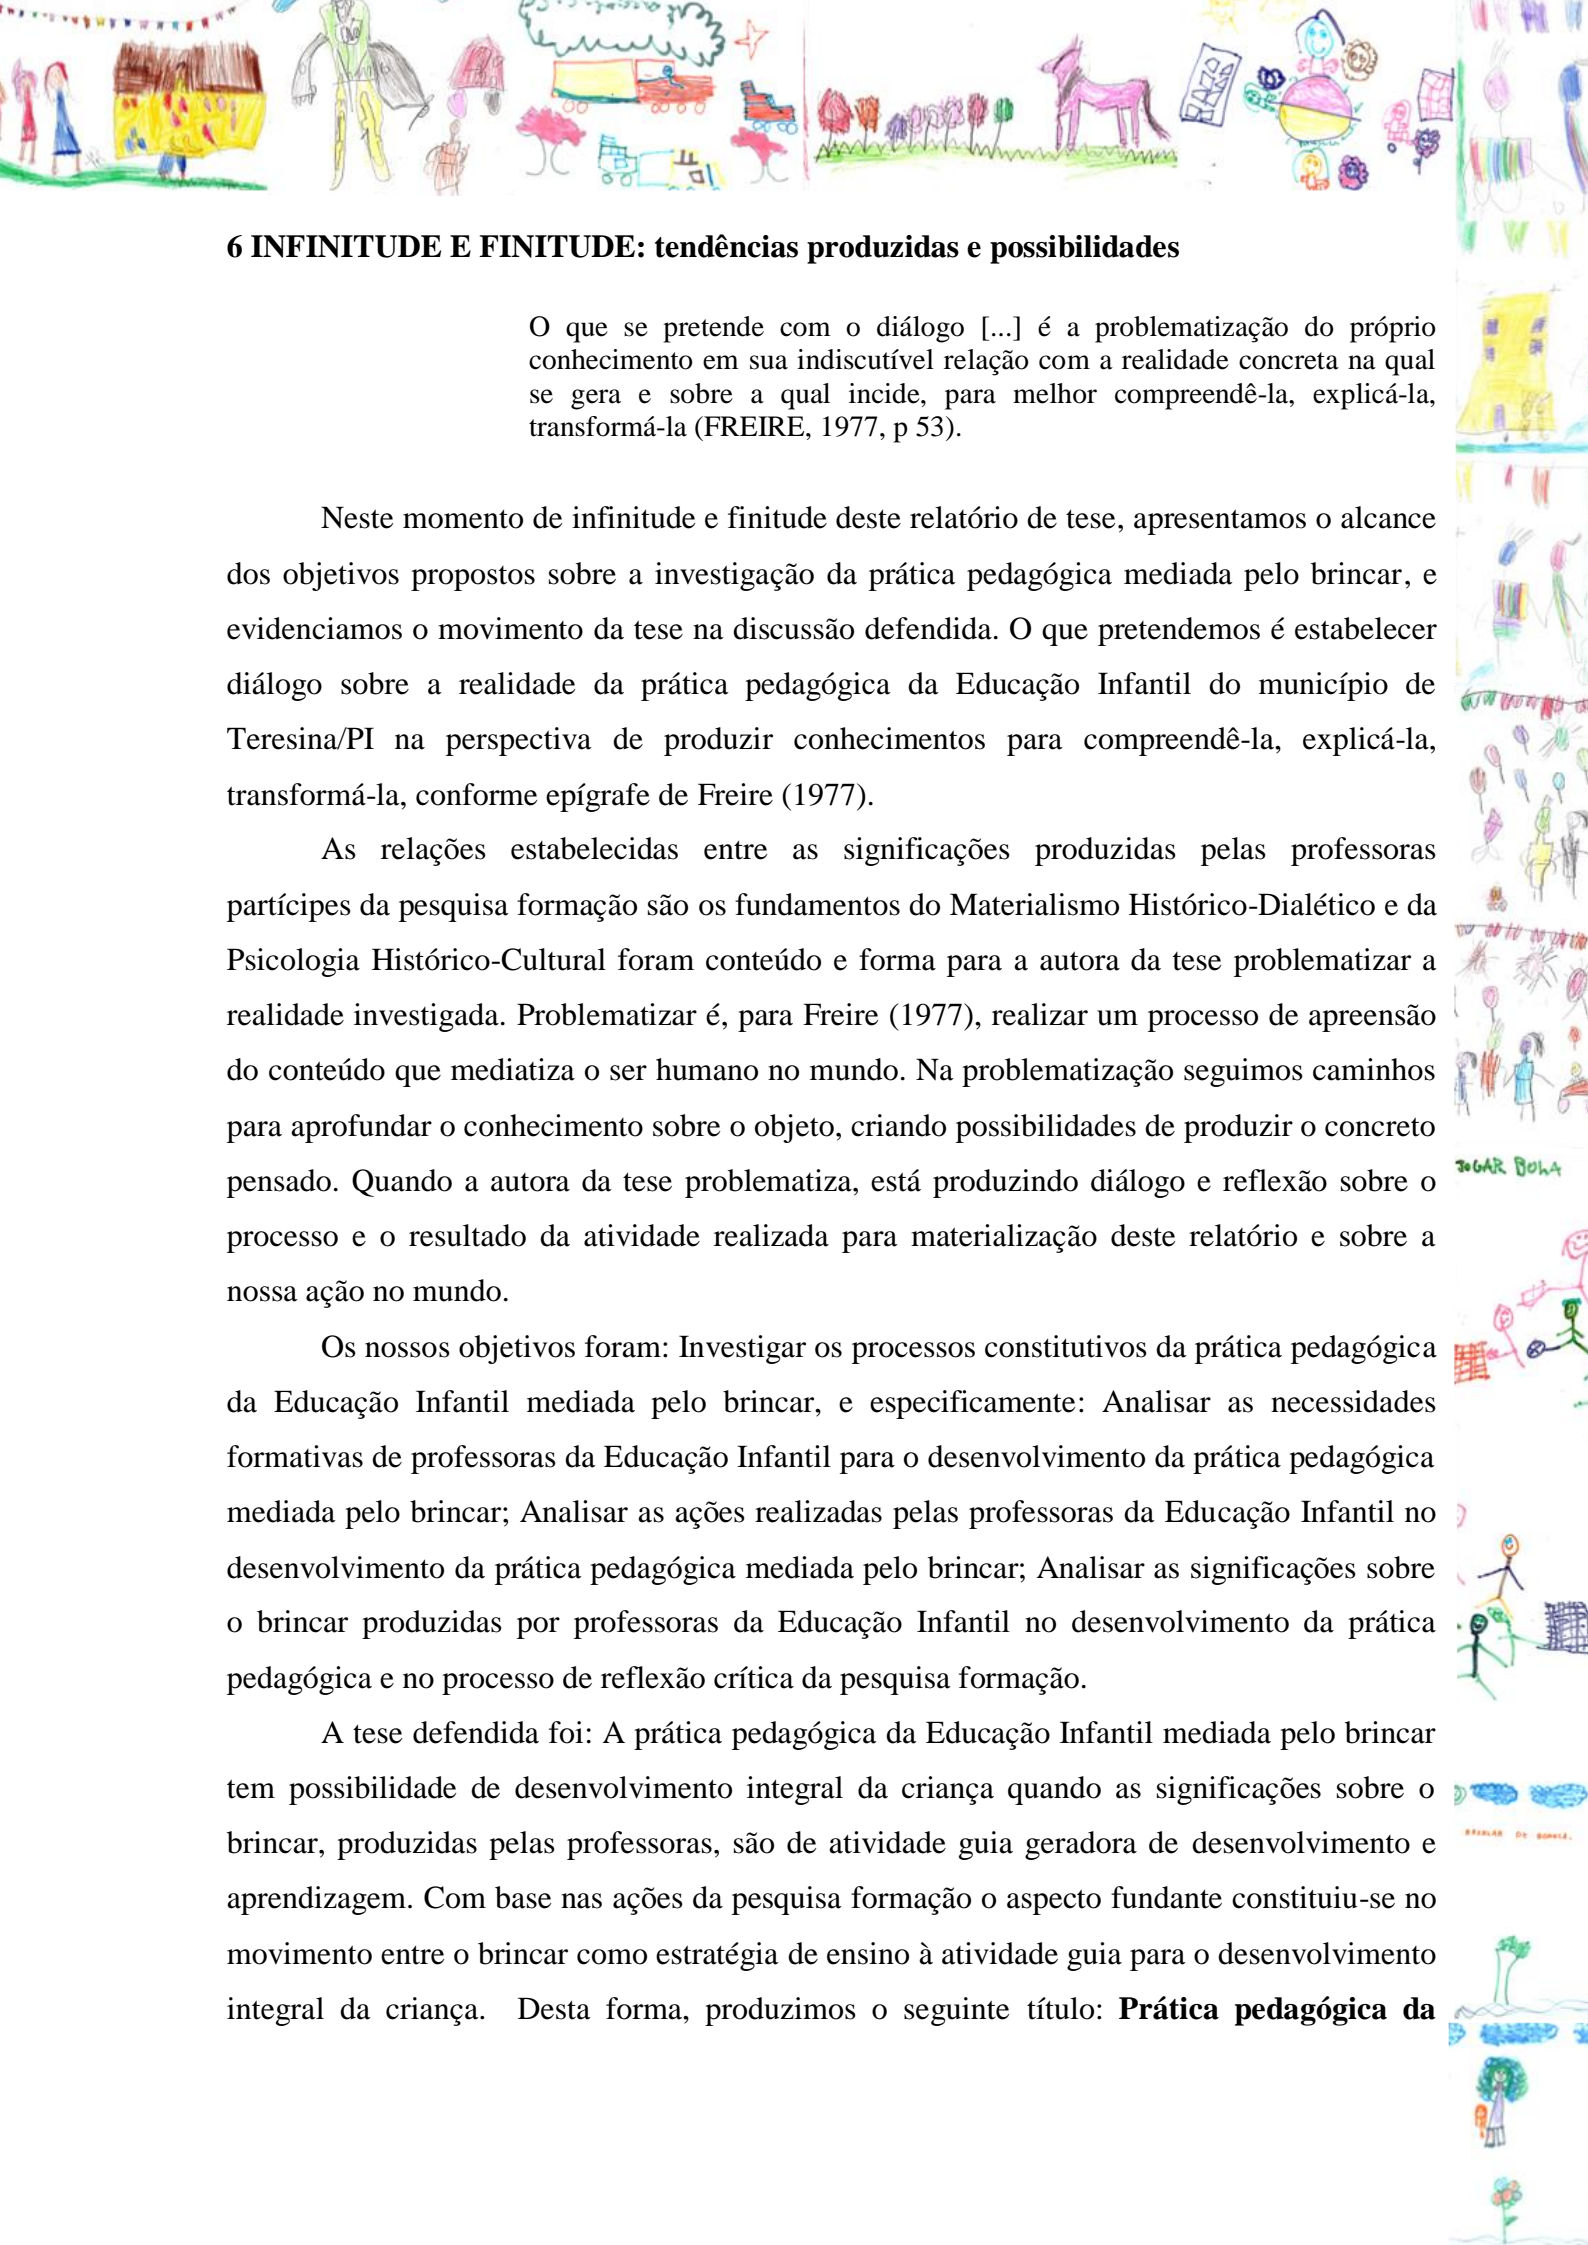 6 INFINITUDE E FINITUDE: tendências produzidas e possibilidades
O que se pretende com o diálogo [...] é a problematização do próprio
conhecimento em sua indiscutível relação com a realidade concreta na qual
se gera e sobre a qual incide, para melhor compreendê-la, explicá-la,
transformá-la (FREIRE, 1977, p 53).
Neste momento de infinitude e finitude deste relatório de tese, apresentamos o alcance
dos objetivos propostos sobre a investigação da prática pedagógica mediada pelo brincar, e
evidenciamos o movimento da tese na discussão defendida. O que pretendemos é estabelecer
diálogo sobre a realidade da prática pedagógica da Educação Infantil do município de
Teresina/PI na perspectiva de produzir conhecimentos para compreendê-la, explicá-la,
transformá-la, conforme epígrafe de Freire (1977).
As relações estabelecidas entre as significações produzidas pelas professoras
partícipes da pesquisa formação são os fundamentos do Materialismo Histórico-Dialético e da
Psicologia Histórico-Cultural foram conteúdo e forma para a autora da tese problematizar a
realidade investigada. Problematizar é, para Freire (1977), realizar um processo de apreensão
do conteúdo que mediatiza o ser humano no mundo. Na problematização seguimos caminhos
para aprofundar o conhecimento sobre o objeto, criando possibilidades de produzir o concreto
pensado. Quando a autora da tese problematiza, está produzindo diálogo e reflexão sobre o
processo e o resultado da atividade realizada para materialização deste relatório e sobre a
nossa ação no mundo.
Os nossos objetivos foram: Investigar os processos constitutivos da prática pedagógica
da Educação Infantil mediada pelo brincar, e especificamente: Analisar as necessidades
formativas de professoras da Educação Infantil para o desenvolvimento da prática pedagógica
mediada pelo brincar; Analisar as ações realizadas pelas professoras da Educação Infantil no
desenvolvimento da prática pedagógica mediada pelo brincar; Analisar as significações sobre
o brincar produzidas por professoras da Educação Infantil no desenvolvimento da prática
pedagógica e no processo de reflexão crítica da pesquisa formação.
A tese defendida foi: A prática pedagógica da Educação Infantil mediada pelo brincar
tem possibilidade de desenvolvimento integral da criança quando as significações sobre o
brincar, produzidas pelas professoras, são de atividade guia geradora de desenvolvimento e
aprendizagem. Com base nas ações da pesquisa formação o aspecto fundante constituiu-se no
movimento entre o brincar como estratégia de ensino à atividade guia para o desenvolvimento
integral da criança. Desta forma, produzimos o seguinte título: Prática pedagógica da
JOGAR BOLA